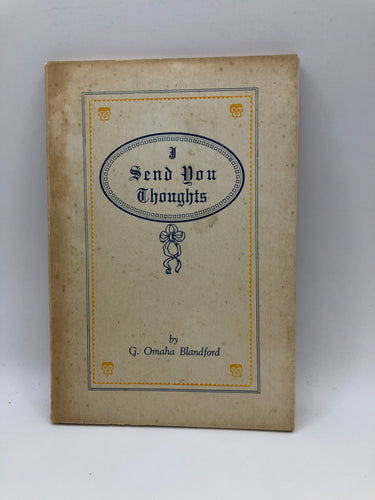 I
Send You
Thoughts
by
G. Omaha Blandford